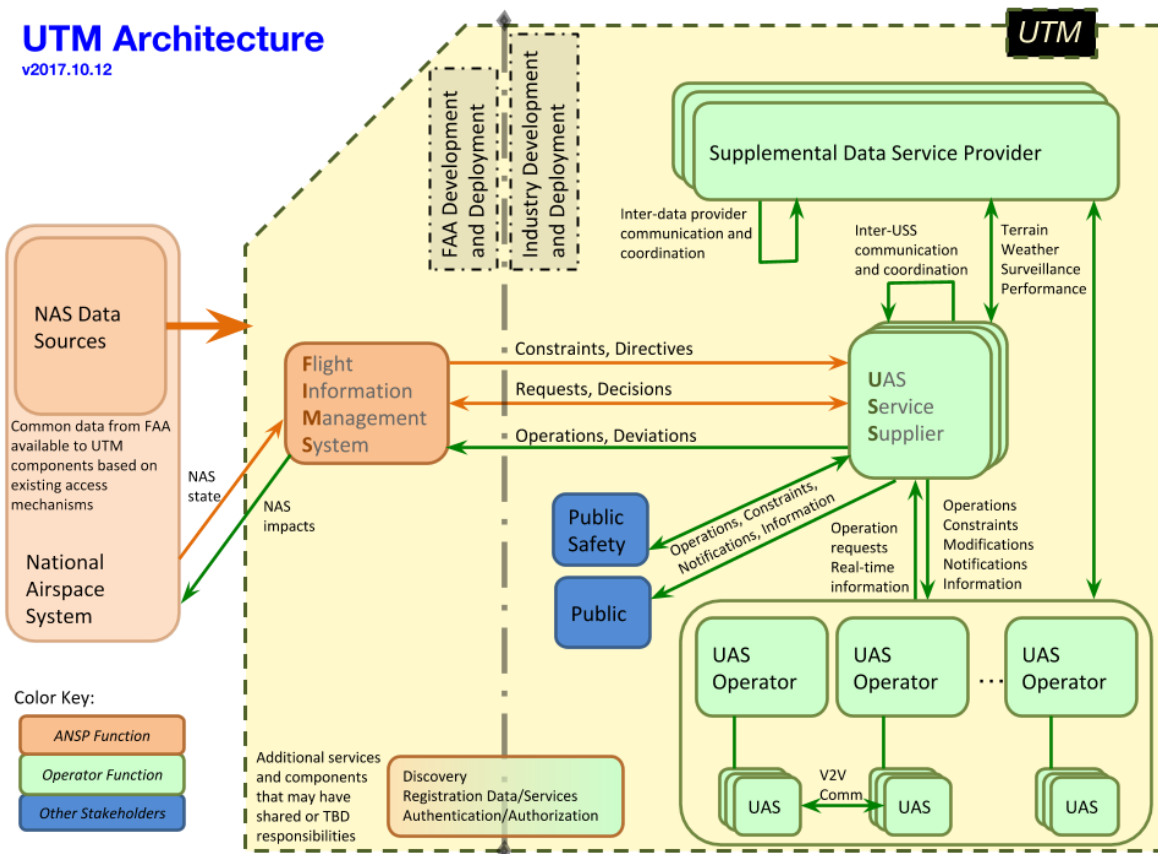 UTM Architecture
v2017.10.12
UTM
FAA Development
and Deployment
Industry Development
and Deployment
Supplemental Data Service Provider
Inter-data provider
communication and
coordination
Inter-USS
communication
and coordination
Terrain
Weather
Surveillance
Performance
NAS Data
Sources
Common data from FAA
available to UTM
components based on
existing access
mechanisms
National
Airspace
System
NAS
state
NAS
impacts
Flight
Information
Management
System
Constraints, Directives
Requests, Decisions
Operations, Deviations
UAS
Service
Supplier
Public
Safety
Public
Operations, Constraints,
Notifications, Information
Operation
requests
Real-time
information
Operations
Constraints
Modifications
Notifications
Information
UAS
Operator
UAS
Operator
...
UAS
Operator
UAS
V2V
Comm.
UAS
UAS
Color Key:
ANSP Function
Operator Function
Other Stakeholders
Additional services
and components
that may have
shared or TBD
responsibilities
Discovery
Registration Data/Services
Authentication/Authorization